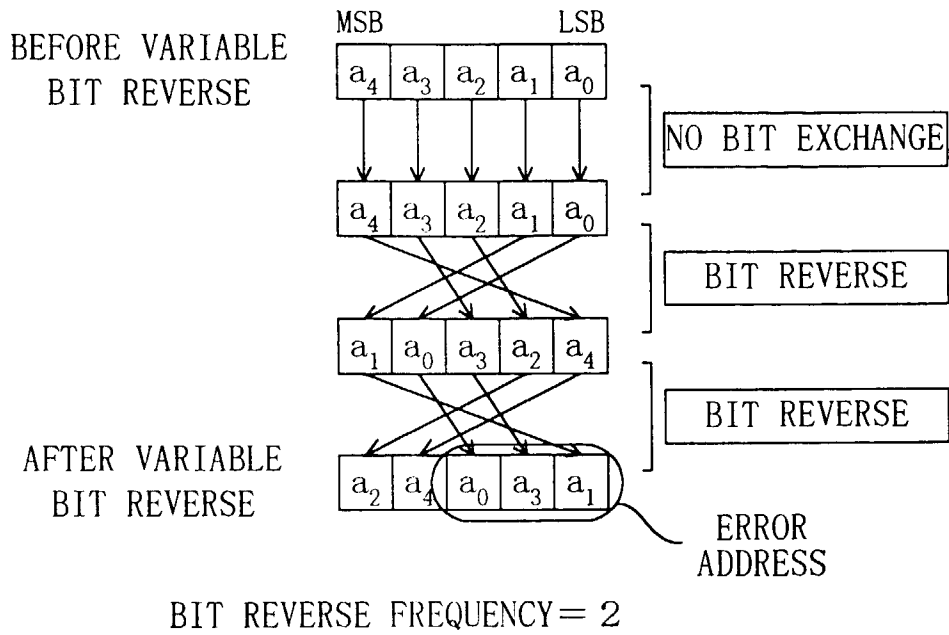 MSB LSB
BEFORE VARIABLE
BIT REVERSE
a₄ a₃ a₂ a₁ a₀
NO BIT EXCHANGE
a₄ a₃ a₂ a₁ a₀
BIT REVERSE
a₁ a₀ a₃ a₂ a₄
BIT REVERSE
AFTER VARIABLE
BIT REVERSE
a₂ a₄ a₀ a₃ a₁
ERROR
ADDRESS
BIT REVERSE FREQUENCY = 2